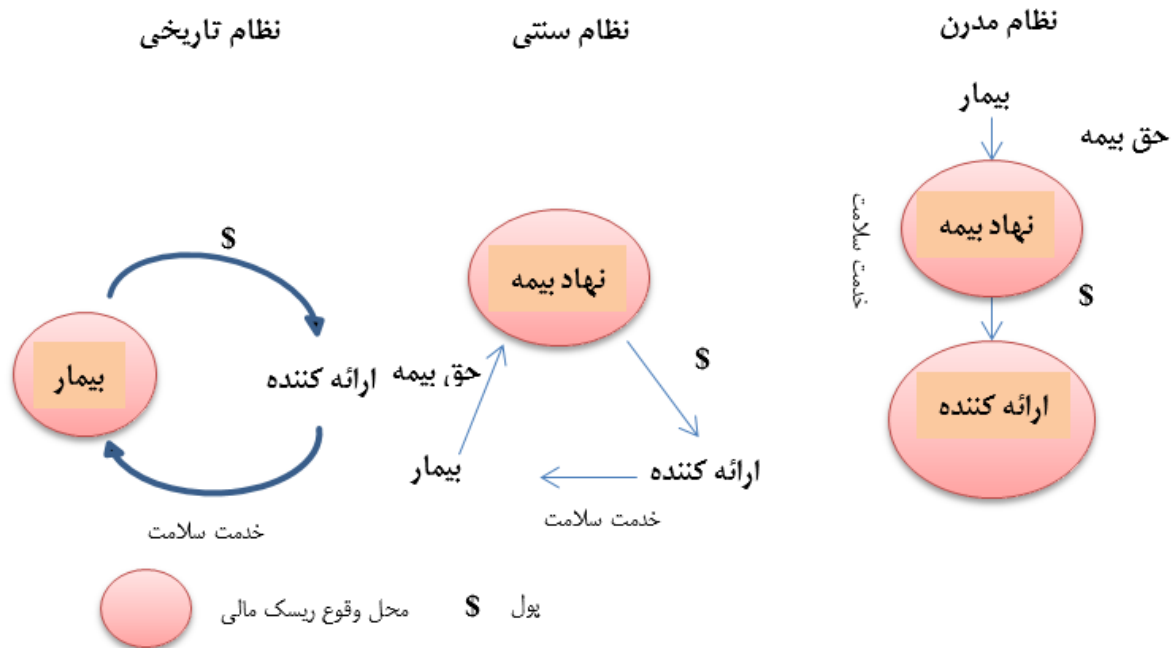 نظام مدرن
نظام سنتی
نظام تاریخی
بیمار
حق بیمه
نهاد بیمه
خدمت سلامت
$
ارائه کننده
نهاد بیمه
$
حق بیمه
بیمار
ارائه کننده
خدمت سلامت
$
بیمار
ارائه کننده
خدمت سلامت
محل وقوع ریسک مالی
$ پول